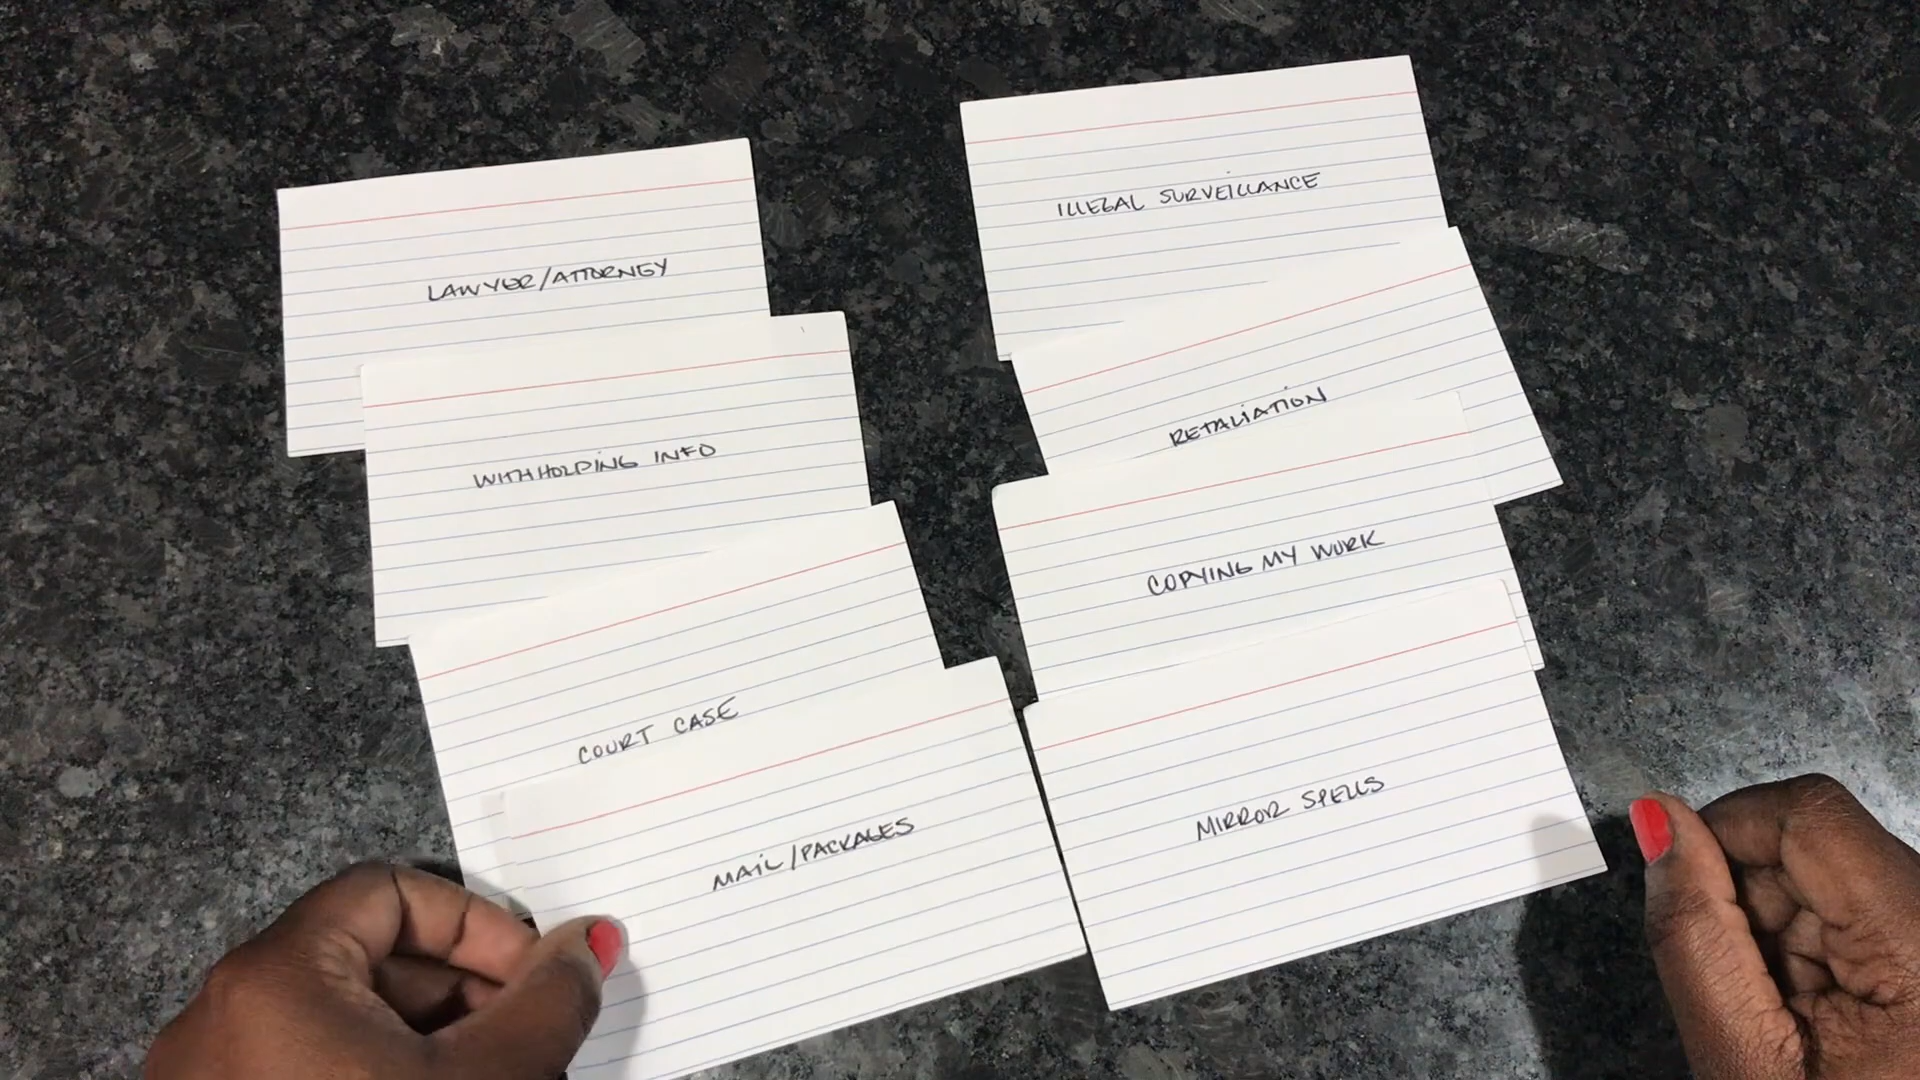 LAWYER/ATTORNEY
WITHHOLDING INFO
COURT CASE
MAIL/PACKAGES
ILLEGAL SURVEILLANCE
RETALIATION
COPYING MY WORK
MIRROR SPELLS